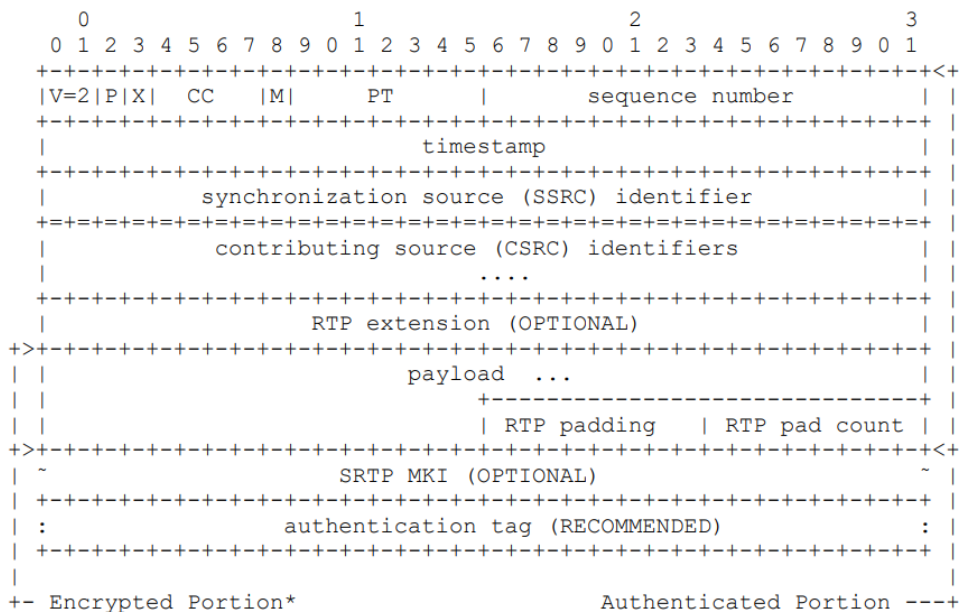 0                   1                   2                   3
   0 1 2 3 4 5 6 7 8 9 0 1 2 3 4 5 6 7 8 9 0 1 2 3 4 5 6 7 8 9 0 1
  +-+-+-+-+-+-+-+-+-+-+-+-+-+-+-+-+-+-+-+-+-+-+-+-+-+-+-+-+-+-+-+-+<+
  |V=2|P|X|  CC   |M|     PT      |       sequence number         | |
  +-+-+-+-+-+-+-+-+-+-+-+-+-+-+-+-+-+-+-+-+-+-+-+-+-+-+-+-+-+-+-+-+ |
  |                           timestamp                           | |
  +-+-+-+-+-+-+-+-+-+-+-+-+-+-+-+-+-+-+-+-+-+-+-+-+-+-+-+-+-+-+-+-+ |
  |           synchronization source (SSRC) identifier            | |
  +=+=+=+=+=+=+=+=+=+=+=+=+=+=+=+=+=+=+=+=+=+=+=+=+=+=+=+=+=+=+=+=+ |
  |            contributing source (CSRC) identifiers             | |
  |                               ....                            | |
  +-+-+-+-+-+-+-+-+-+-+-+-+-+-+-+-+-+-+-+-+-+-+-+-+-+-+-+-+-+-+-+-+ |
  |                   RTP extension (OPTIONAL)                    | |
+>+-+-+-+-+-+-+-+-+-+-+-+-+-+-+-+-+-+-+-+-+-+-+-+-+-+-+-+-+-+-+-+-+ |
| |                          payload  ...                         | |
| |                               +-------------------------------+ |
| |                               | RTP padding   | RTP pad count | |
+>+-+-+-+-+-+-+-+-+-+-+-+-+-+-+-+-+-+-+-+-+-+-+-+-+-+-+-+-+-+-+-+-+<+
| ~                     SRTP MKI (OPTIONAL)                       ~ |
| +-+-+-+-+-+-+-+-+-+-+-+-+-+-+-+-+-+-+-+-+-+-+-+-+-+-+-+-+-+-+-+-+ |
| :                 authentication tag (RECOMMENDED)              : |
| +-+-+-+-+-+-+-+-+-+-+-+-+-+-+-+-+-+-+-+-+-+-+-+-+-+-+-+-+-+-+-+-+ |
|                                                                   |
+- Encrypted Portion*                      Authenticated Portion ---+